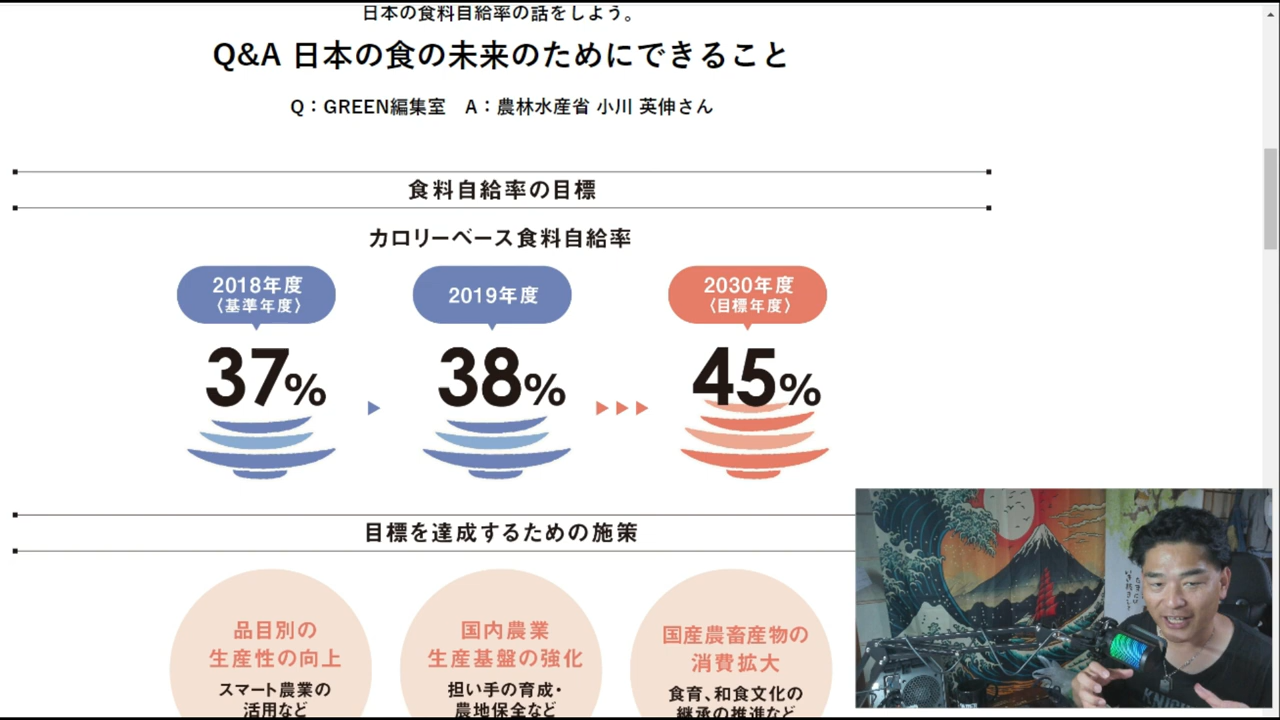 日本の食料自給率の話をしよう。
Q&A 日本の食の未来のためにできること
Q：GREEN編集室　A：農林水産省 小川 英伸さん
食料自給率の目標
カロリーベース食料自給率
2018年度
〈基準年度〉
37%
2019年度
38%
2030年度
〈目標年度〉
45%
目標を達成するための施策
品目別の
生産性の向上
スマート農業の
活用など
国内農業
生産基盤の強化
担い手の育成・
農地保全など
国産農畜産物の
消費拡大
食育、和食文化の
継承の推進など